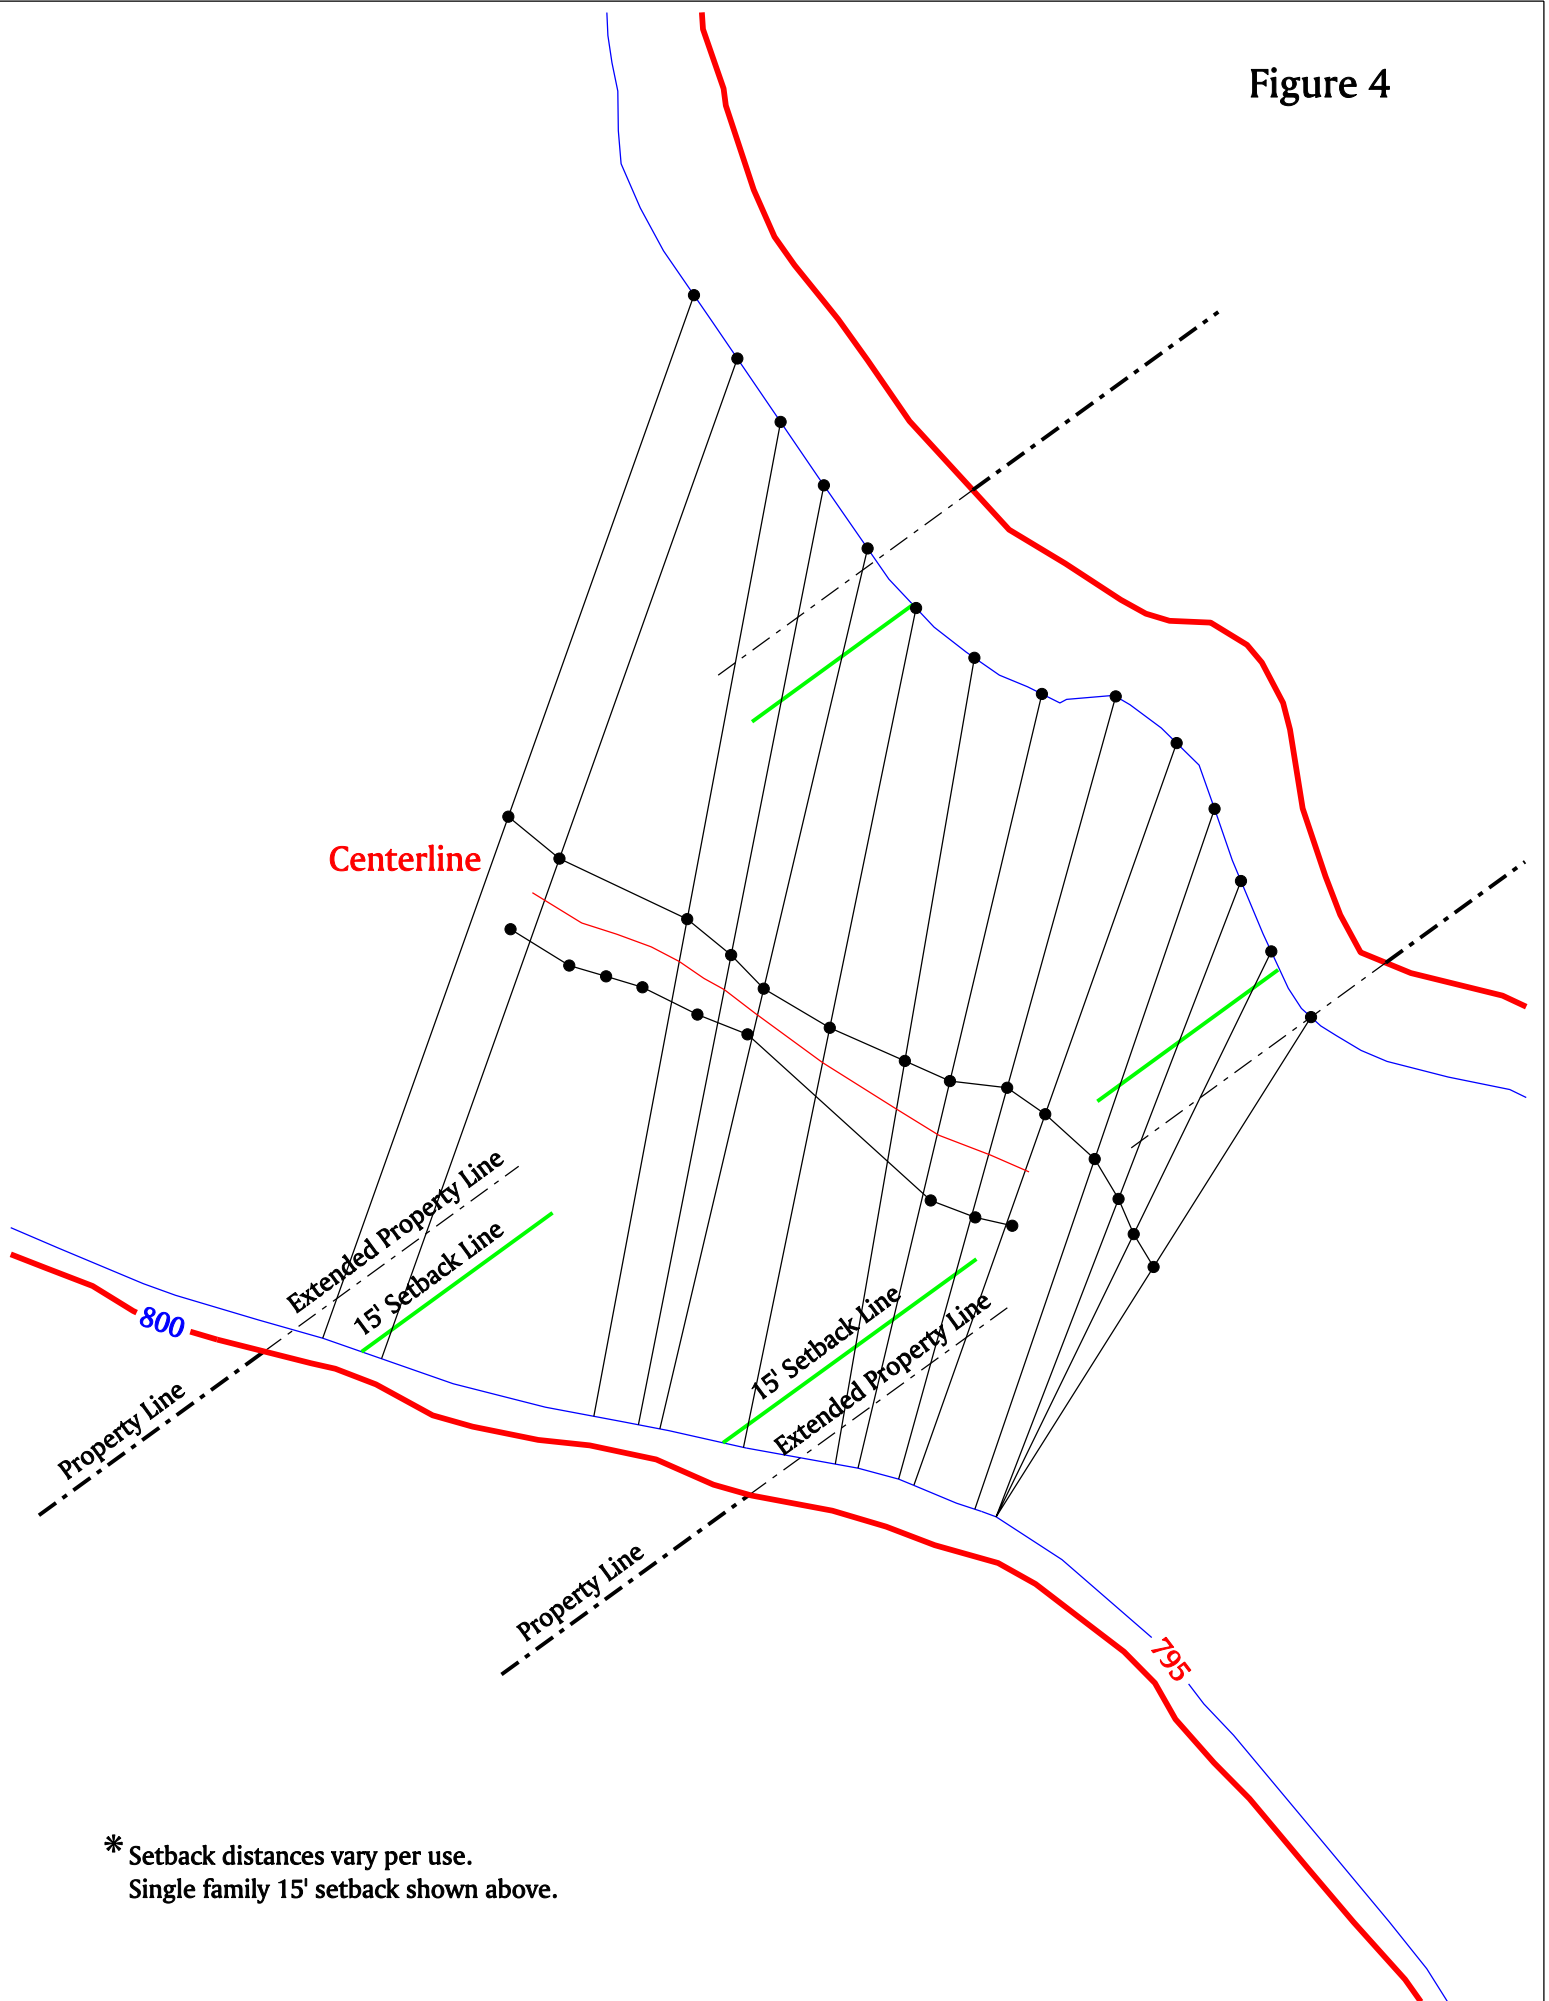 Figure 4
Centerline
Extended Property Line
15' Setback Line
800
Property Line
15' Setback Line
Extended Property Line
Property Line
795
* Setback distances vary per use.
Single family 15' setback shown above.